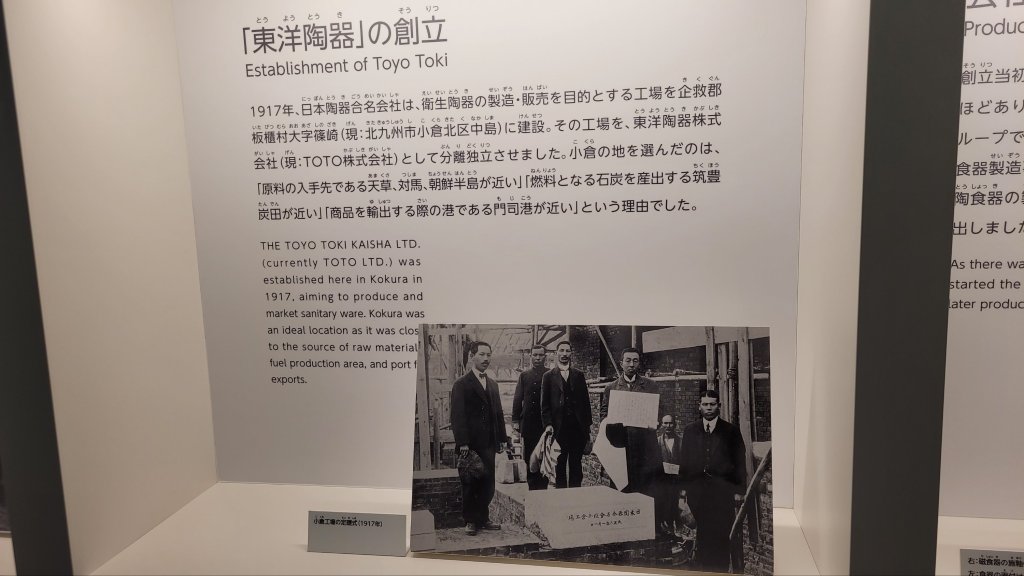 「東洋陶器」の創立
Establishment of Toyo Toki
1917年、日本陶器合名会社は、衛生陶器の製造・販売を目的とする工場を企救郡
板櫃村大字篠崎(現:北九州市小倉北区中島)に建設。その工場を、東洋陶器株式
会社(現:TOTO株式会社)として分離独立させました。小倉の地を選んだのは、
「原料の入手先である天草、対馬、朝鮮半島が近い」「燃料となる石炭を産出する筑豊
炭田が近い」「商品を輸出する際の港である門司港が近い」という理由でした。
THE TOYO TOKI KAISHA LTD.
(currently TOTO LTD.) was
established here in Kokura in
1917, aiming to produce and
market sanitary ware. Kokura was
an ideal location as it was clos
to the source of raw material
fuel production area, and port f
exports.
小倉工場の定礎式(1917年)
Produc
創立当初
ほどあり
ループで
食器製造
陶食器の
出しました
As there wa
started the
later produc